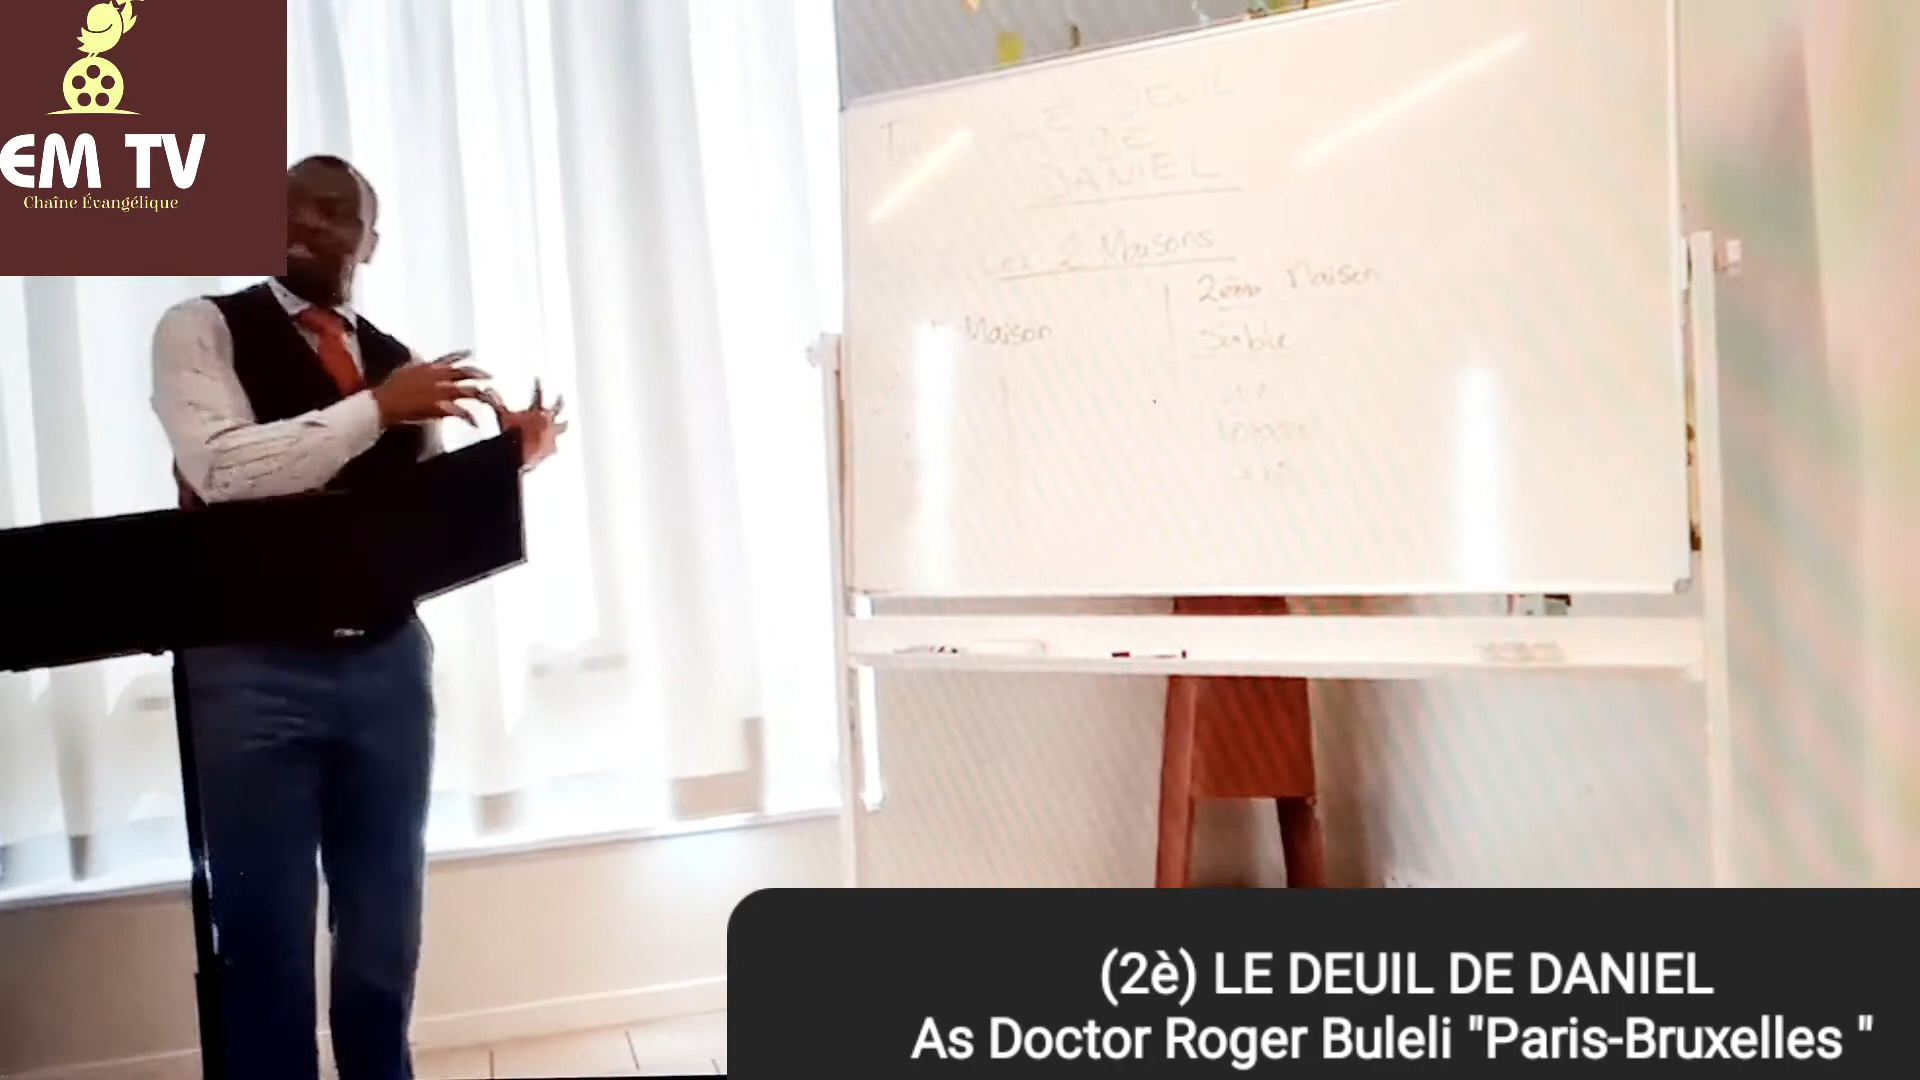 EM TV
Chaîne Évangélique
LE DEUIL
DE
DANIEL
Les 2 Maisons
2ème Maison
Maison
Sable
(2è) LE DEUIL DE DANIEL
As Doctor Roger Buleli "Paris-Bruxelles "